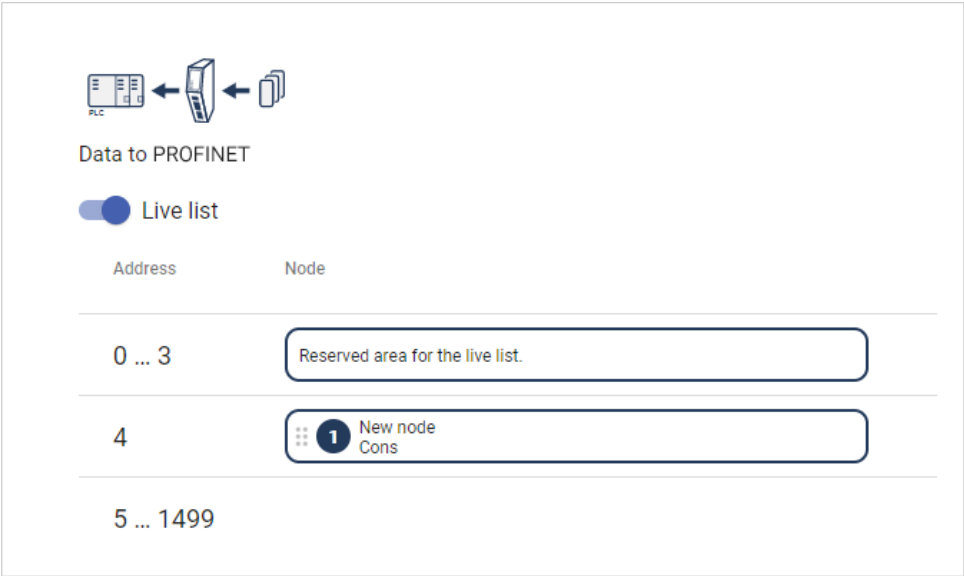 PLC
Data to PROFINET
Live list
Address Node
0 ... 3 Reserved area for the live list.
4 1 New node
Cons
5 ... 1499